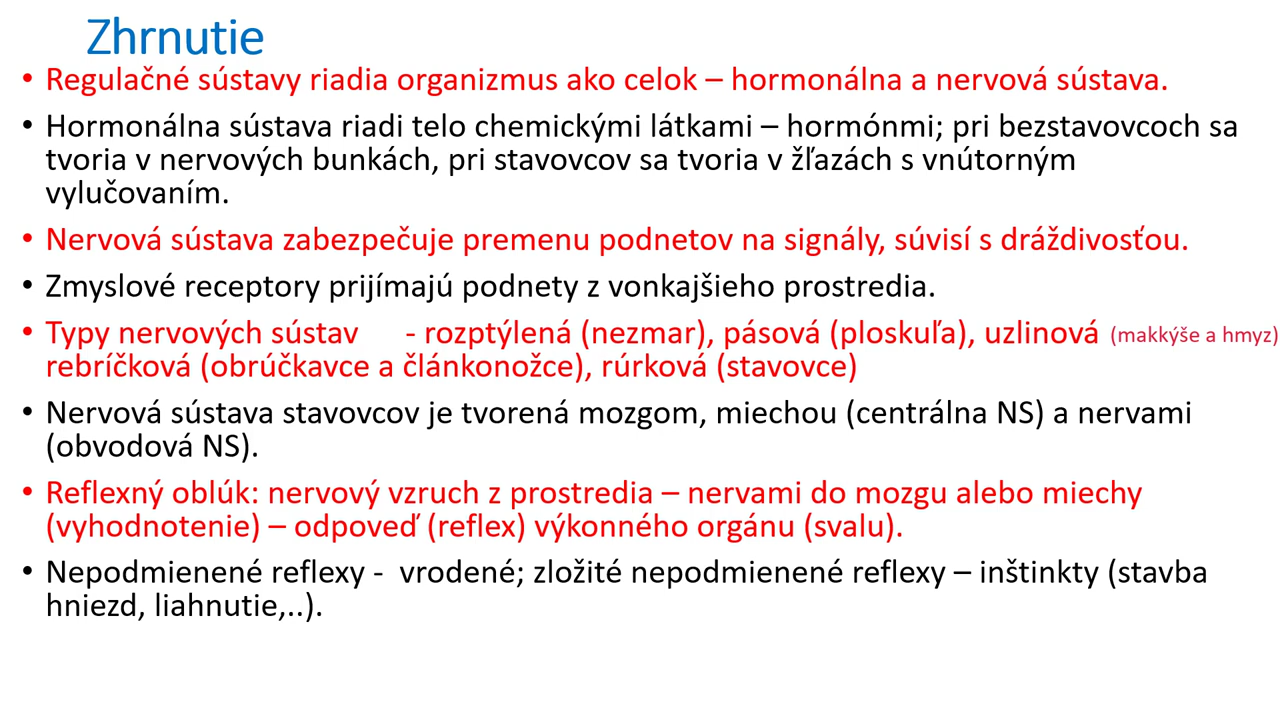 Zhrnutie
• Regulačné sústavy riadia organizmus ako celok – hormonálna a nervová sústava.
• Hormonálna sústava riadi telo chemickými látkami – hormónmi; pri bezstavovcoch sa
tvoria v nervových bunkách, pri stavovcov sa tvoria v žľazách s vnútorným
vylučovaním.
• Nervová sústava zabezpečuje premenu podnetov na signály, súvisí s dráždivosťou.
• Zmyslové receptory prijímajú podnety z vonkajšieho prostredia.
• Typy nervových sústav - rozptýlená (nezmar), pásová (ploskuľa), uzlinová (makkýše a hmyz)
rebríčková (obrúčkavce a článkonožce), rúrková (stavovce)
• Nervová sústava stavovcov je tvorená mozgom, miechou (centrálna NS) a nervami
(obvodová NS).
• Reflexný oblúk: nervový vzruch z prostredia – nervami do mozgu alebo miechy
(vyhodnotenie) – odpoveď (reflex) výkonného orgánu (svalu).
• Nepodmienené reflexy - vrodené; zložité nepodmienené reflexy – inštinkty (stavba
hniezd, liahnutie,..).